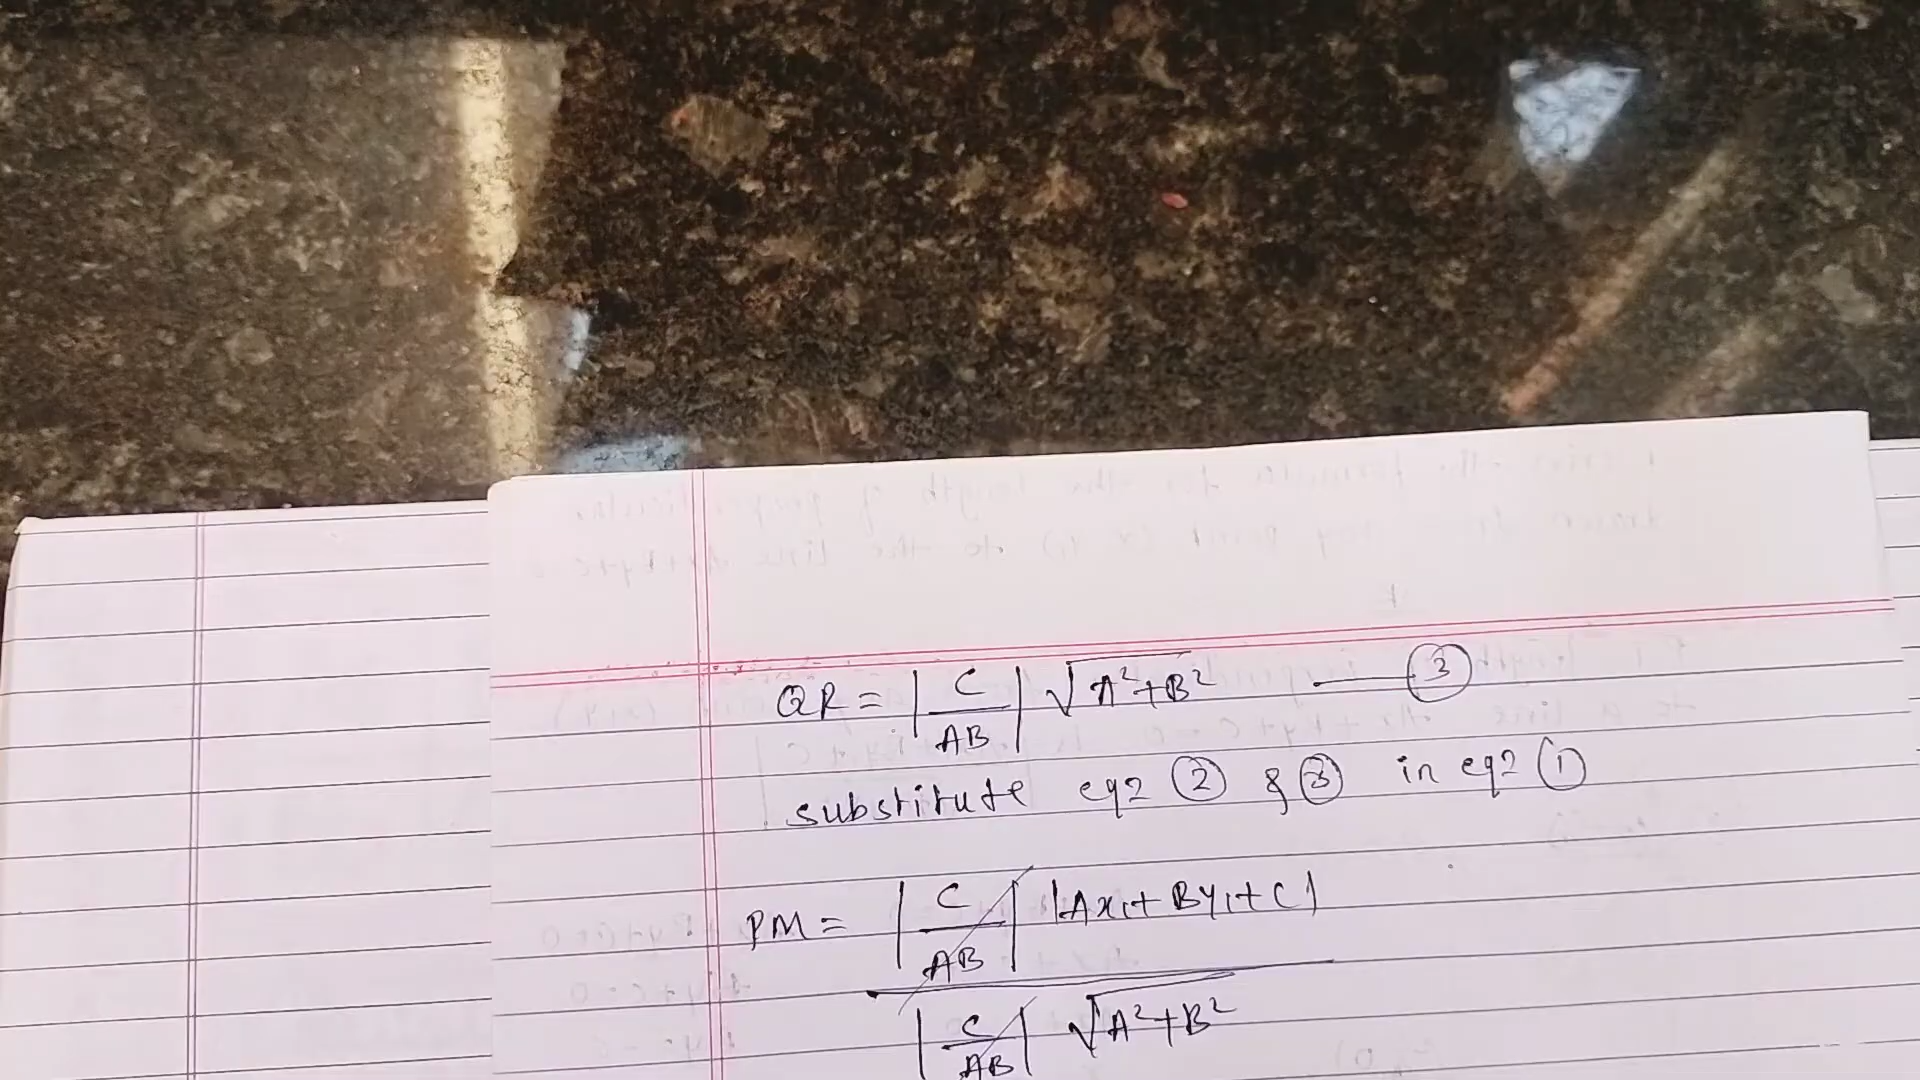 QR = | C / AB | √A²+B² —— ③
substitute eq2 ② & ③ in eq2 ①
PM = | C / AB | |Ax₁+By₁+C|
| C / AB | √A²+B²